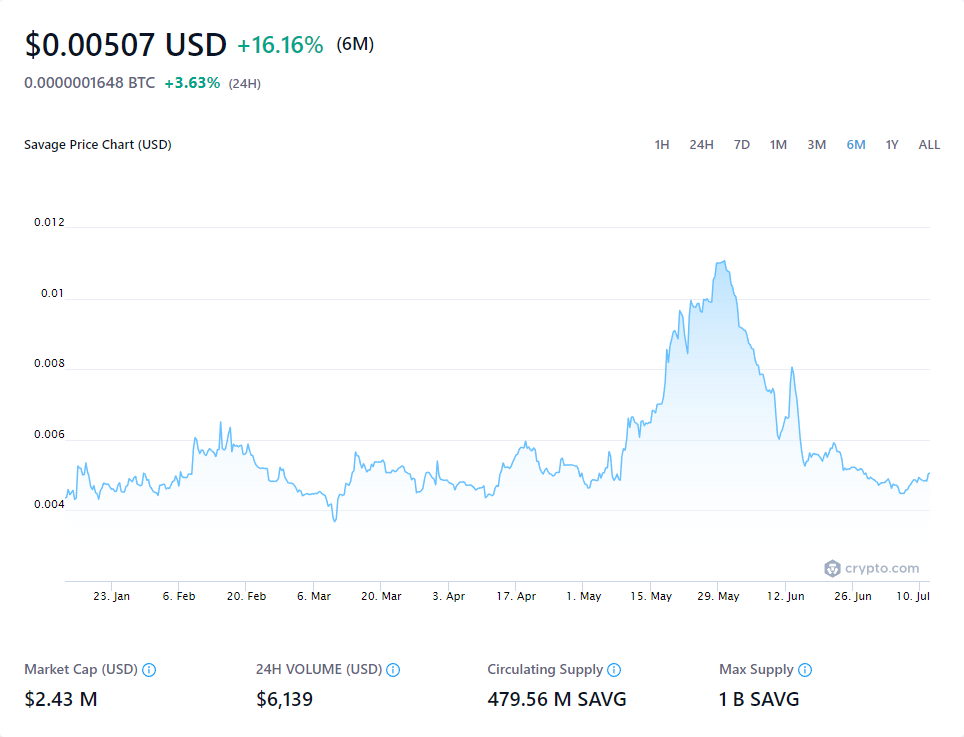 $0.00507 USD +16.16% (6M)
0.0000001648 BTC +3.63% (24H)
Savage Price Chart (USD) 1H 24H 7D 1M 3M 6M 1Y ALL
0.012
0.01
0.008
0.006
0.004
crypto.com
23. Jan 6. Feb 20. Feb 6. Mar 20. Mar 3. Apr 17. Apr 1. May 15. May 29. May 12. Jun 26. Jun 10. Jul
Market Cap (USD) 24H VOLUME (USD) Circulating Supply Max Supply
$2.43 M $6,139 479.56 M SAVG 1 B SAVG